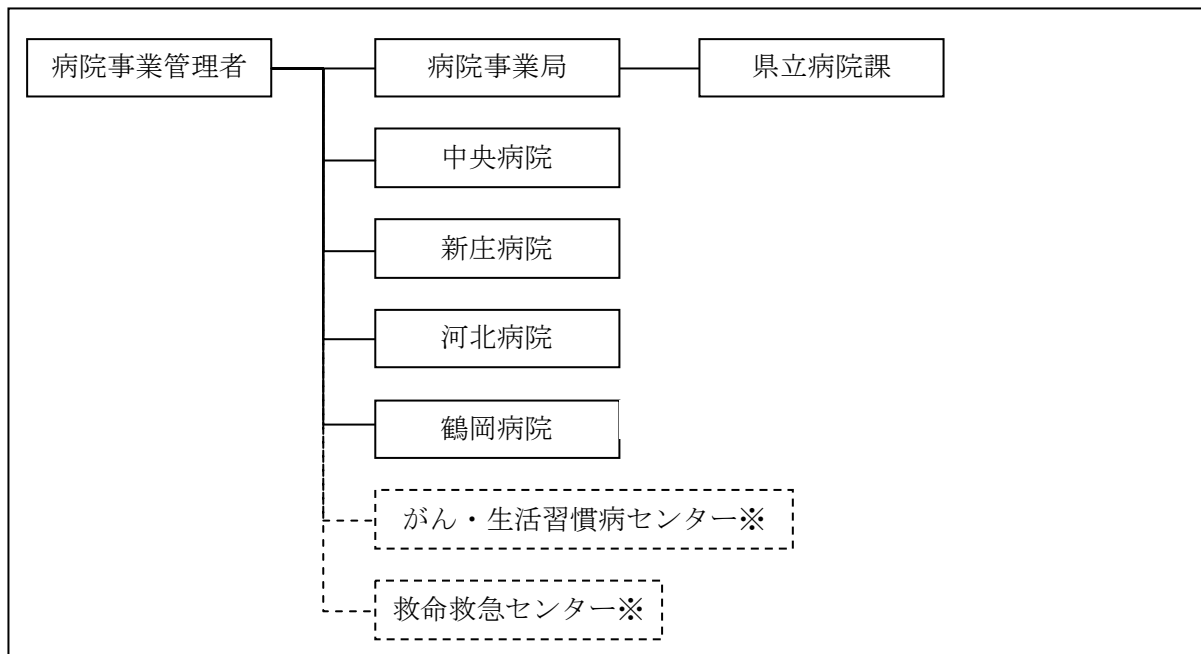 病院事業管理者
病院事業局
県立病院課
中央病院
新庄病院
河北病院
鶴岡病院
がん・生活習慣病センター※
救命救急センター※